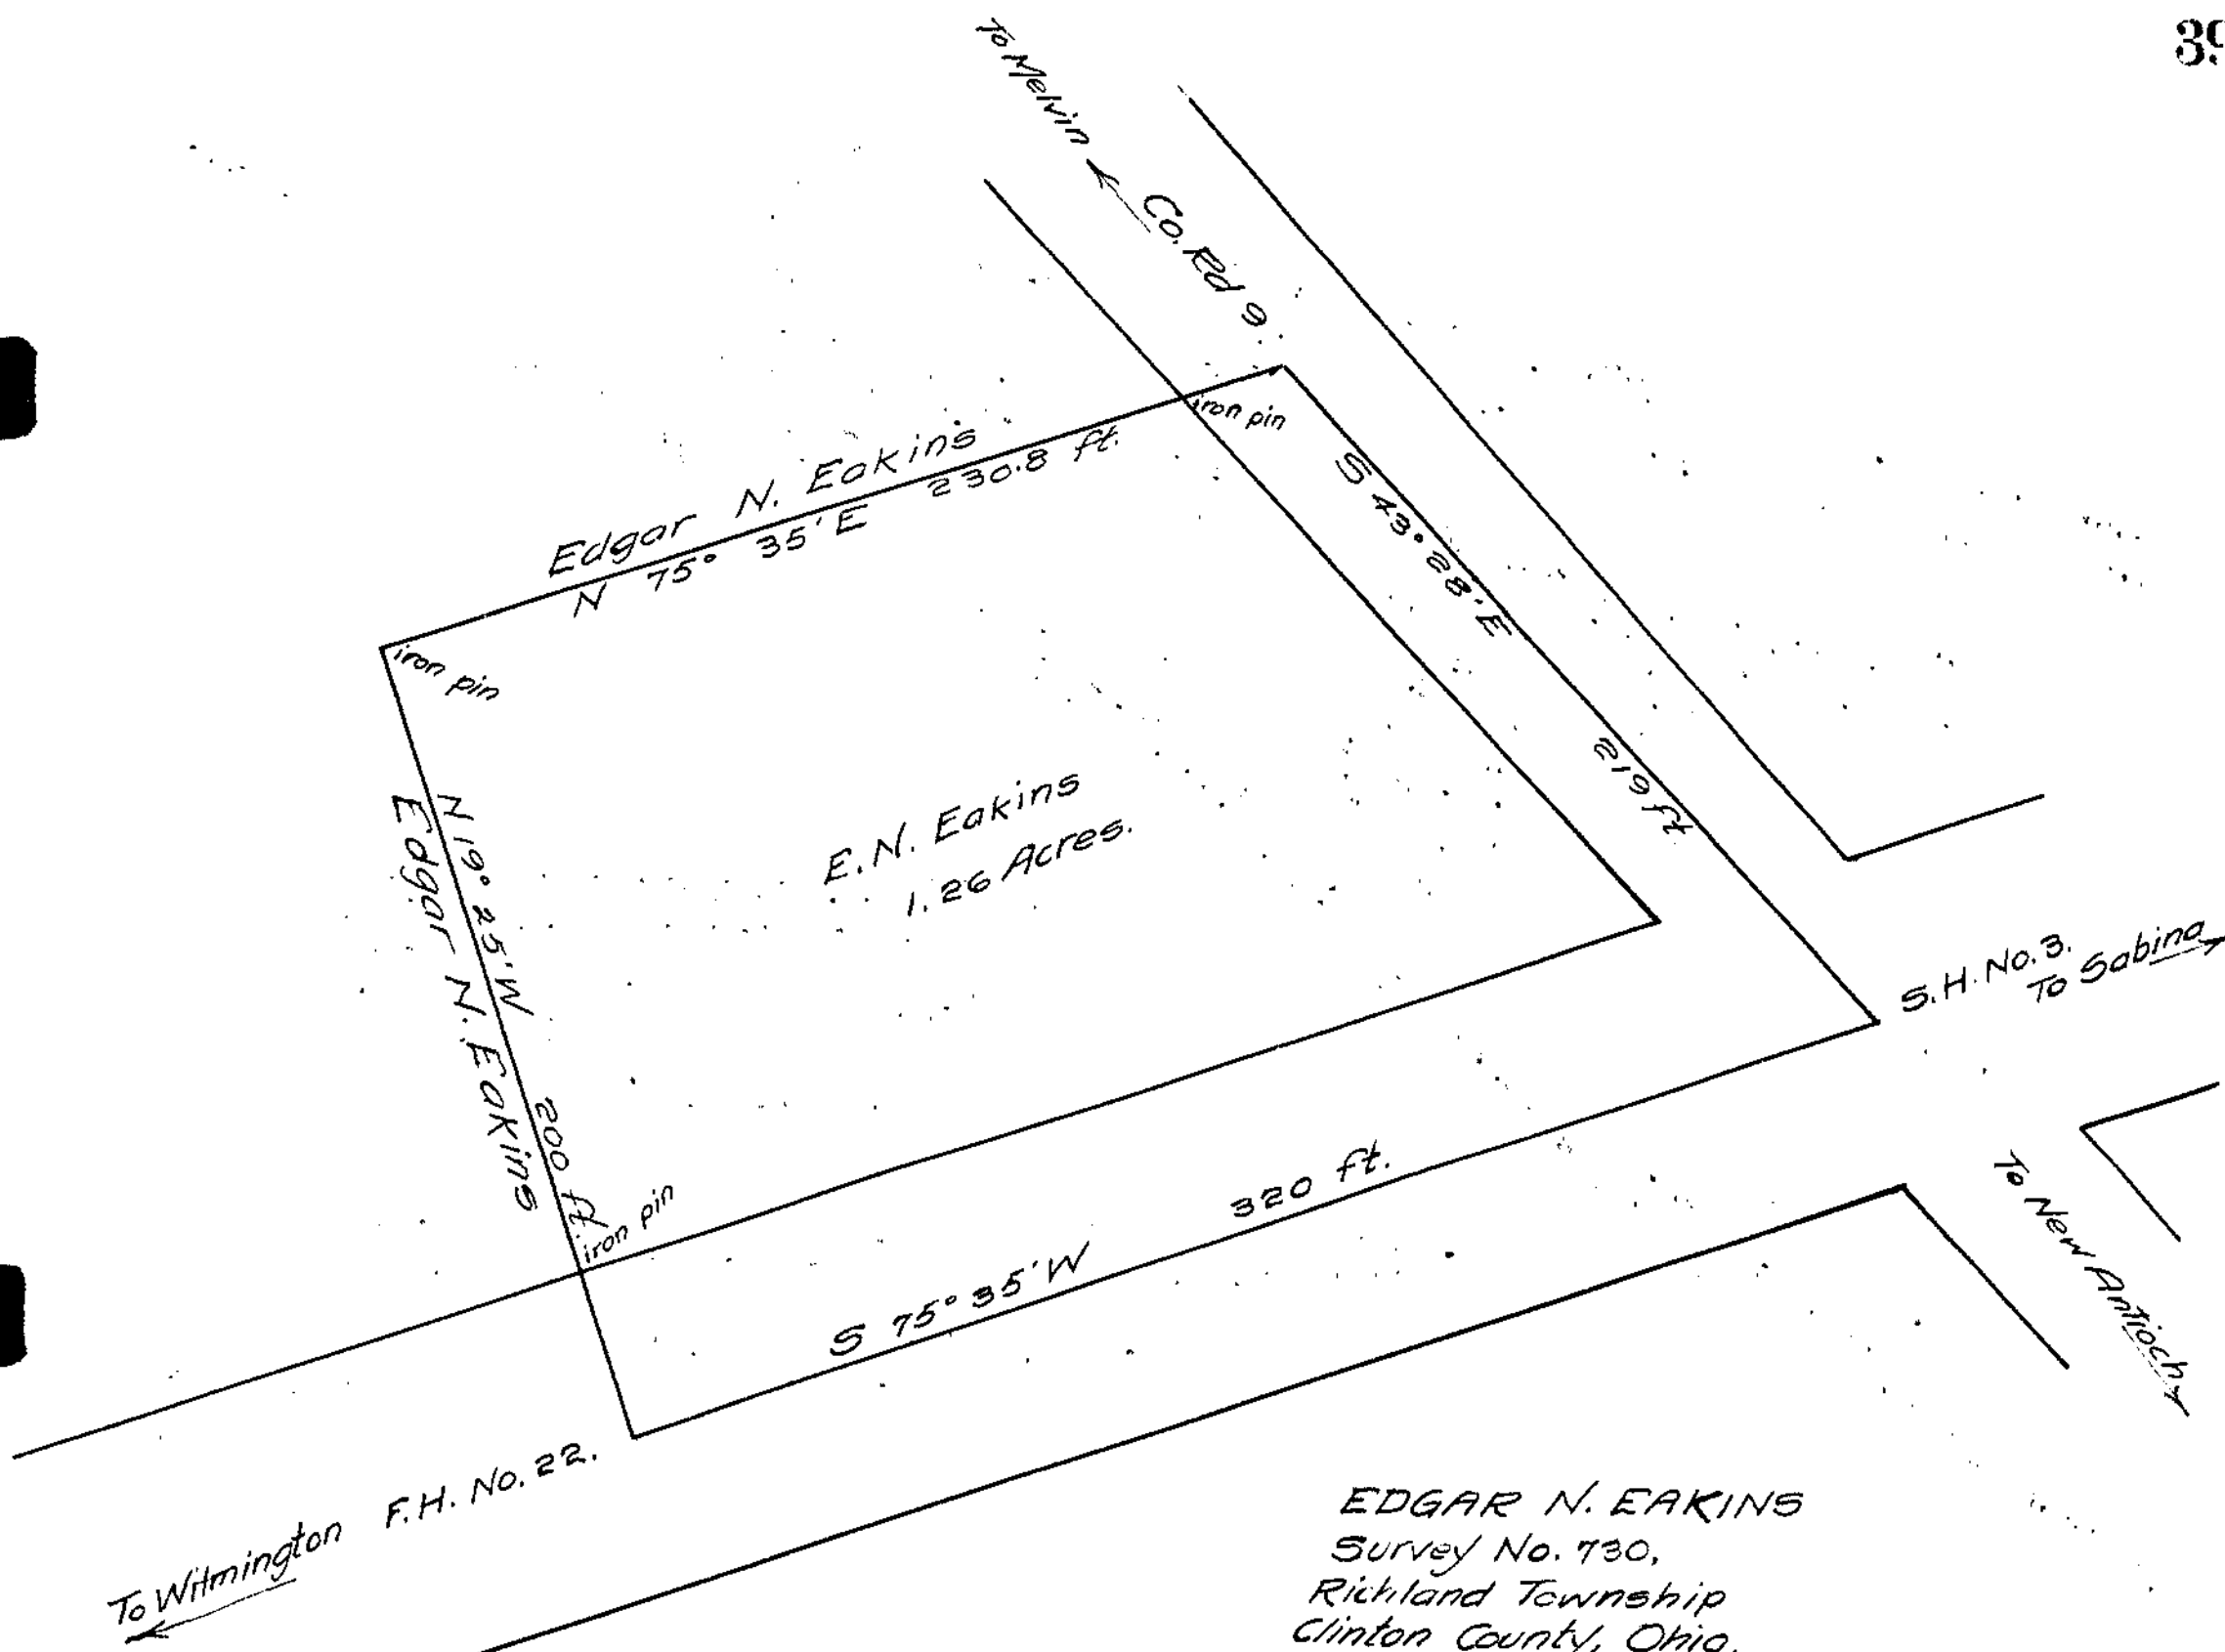 To Melvin
Co. Rd 9
iron pin
Edgar N. Eakins
N 75° 35' E 230.8 ft.
S 43° 28' E
219 ft
iron pin
N 19° 25' W 200 ft
Edgar N. Eakins
E. N. Eakins
1.26 Acres.
S.H. No. 3.
To Sabina
iron pin
S 75° 35' W 320 ft.
To New Antioch
To Wilmington F.H. No. 22.
EDGAR N. EAKINS
Survey No. 730,
Richland Township
Clinton County, Ohio.